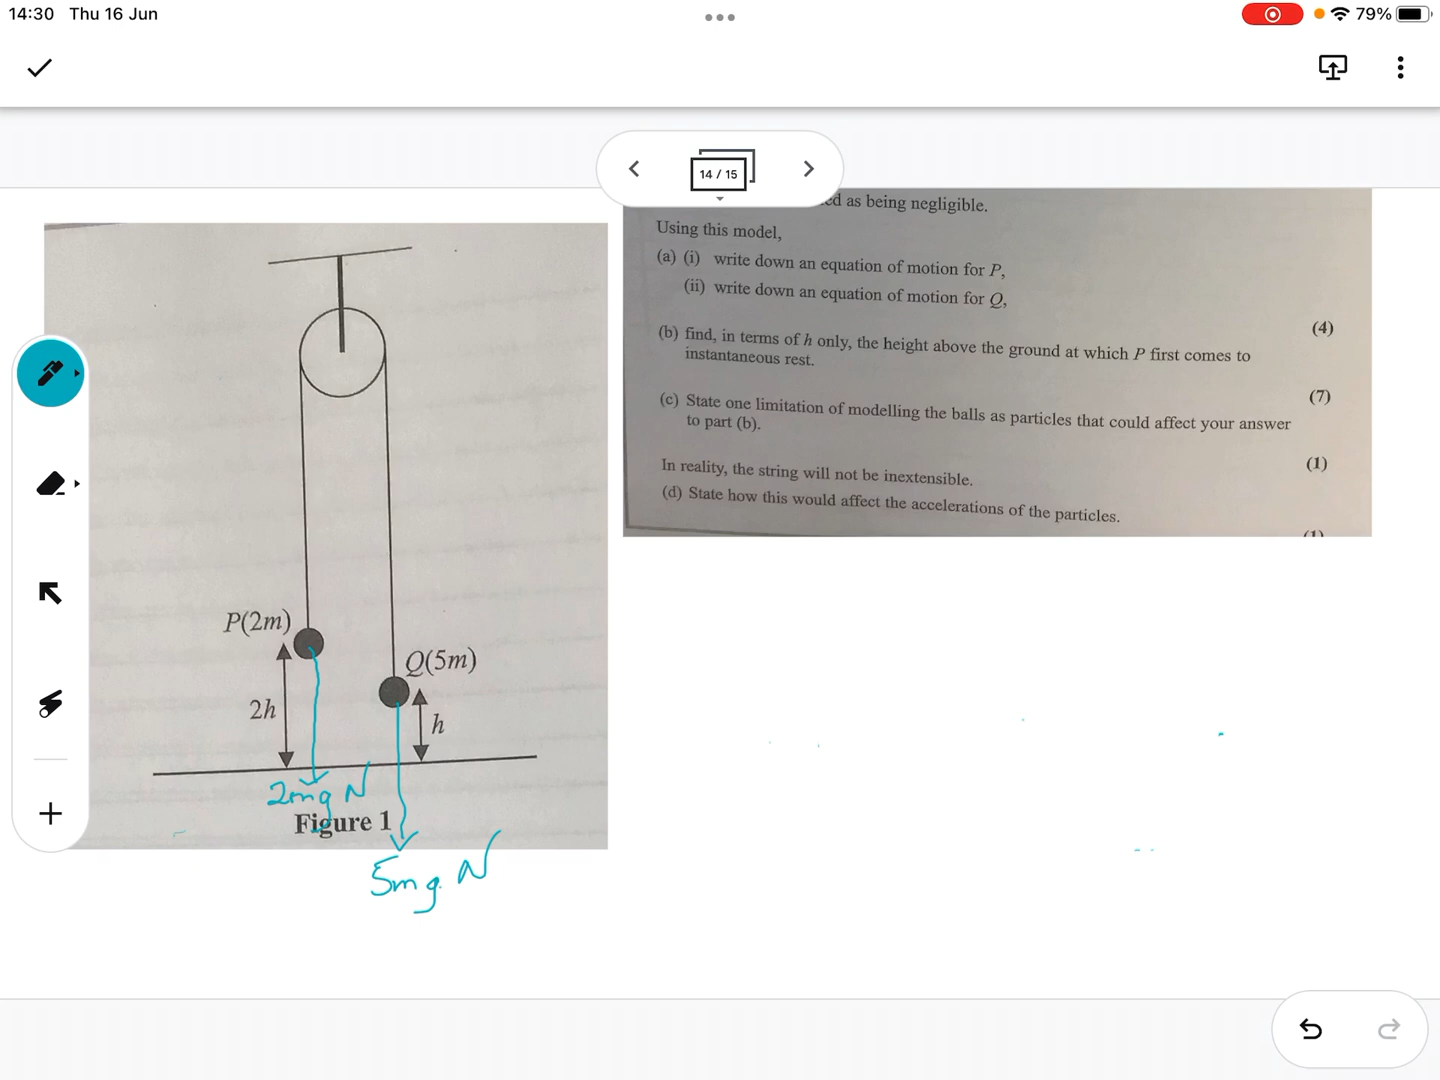 14:30 Thu 16 Jun
79%
14 / 15
as being negligible.
Using this model,
(a) (i) write down an equation of motion for P,
(ii) write down an equation of motion for Q,
(4)
(b) find, in terms of h only, the height above the ground at which P first comes to
instantaneous rest.
(7)
(c) State one limitation of modelling the balls as particles that could affect your answer
to part (b).
(1)
In reality, the string will not be inextensible.
(d) State how this would affect the accelerations of the particles.
P(2m)
Q(5m)
2h
h
2mg N
Figure 1
5mg N